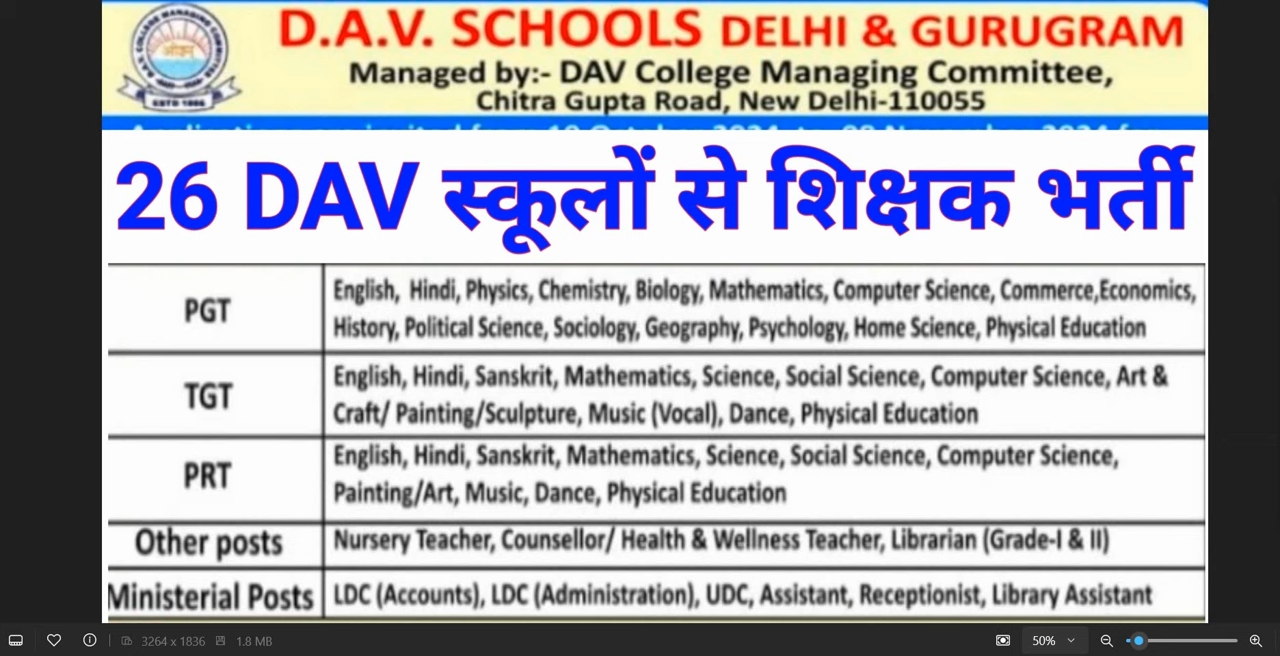 D.A.V. SCHOOLS DELHI & GURUGRAM
Managed by:- DAV College Managing Committee,
Chitra Gupta Road, New Delhi-110055
ESTD 1886
26 DAV स्कूलों से शिक्षक भर्ती
PGT
English, Hindi, Physics, Chemistry, Biology, Mathematics, Computer Science, Commerce,Economics,
History, Political Science, Sociology, Geography, Psychology, Home Science, Physical Education
TGT
English, Hindi, Sanskrit, Mathematics, Science, Social Science, Computer Science, Art &
Craft/ Painting/Sculpture, Music (Vocal), Dance, Physical Education
PRT
English, Hindi, Sanskrit, Mathematics, Science, Social Science, Computer Science,
Painting/Art, Music, Dance, Physical Education
Other posts
Nursery Teacher, Counsellor/ Health & Wellness Teacher, Librarian (Grade-I & II)
Ministerial Posts
LDC (Accounts), LDC (Administration), UDC, Assistant, Receptionist, Library Assistant
3264 x 1836 1.8 MB 50%